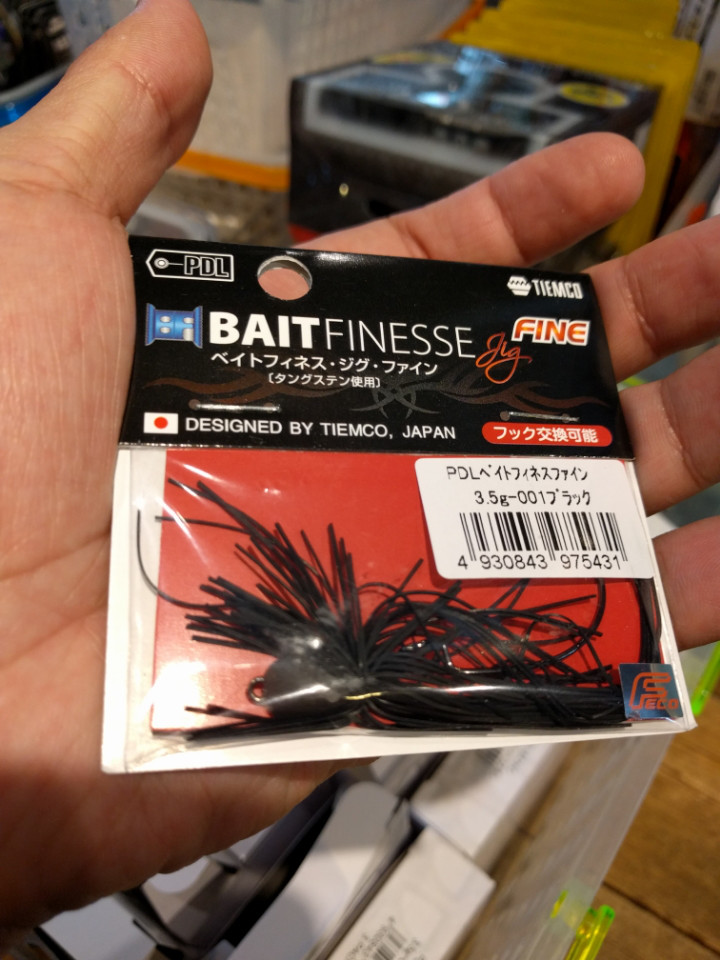 PDL
TIEMCO
BAITFINESSE Jig FINE
ベイトフィネス・ジグ・ファイン
〔タングステン使用〕
DESIGNED BY TIEMCO, JAPAN
フック交換可能
PDLベイトフィネスファイン
3.5g-001ブラック
4 930843 975431
FECO